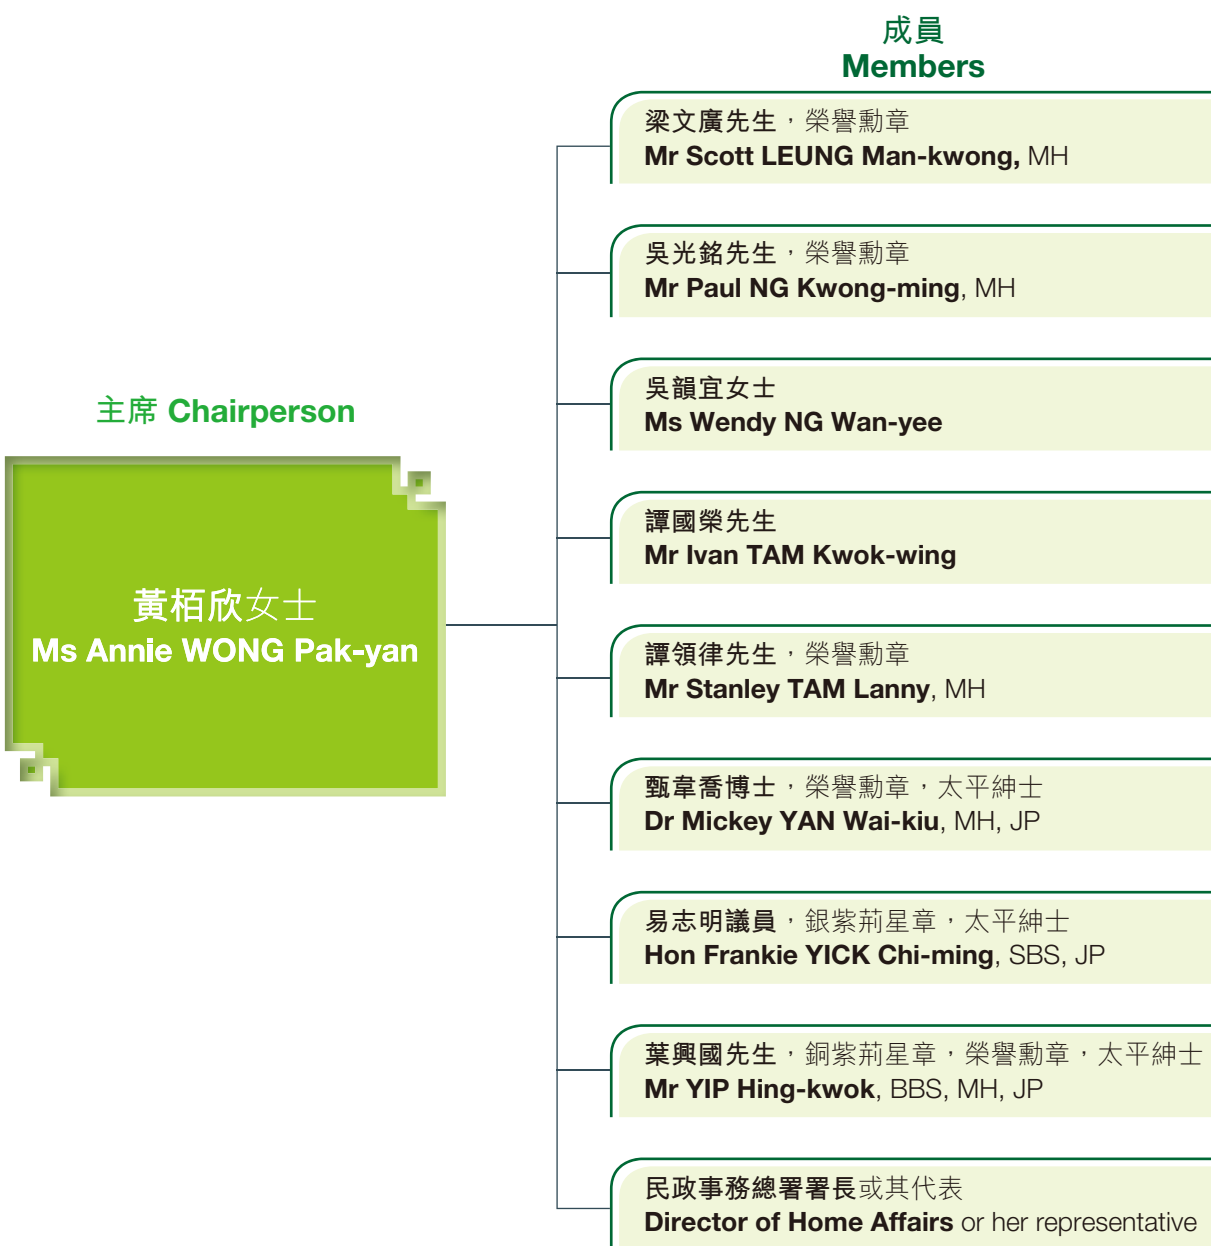 成員
Members
梁文廣先生，榮譽勳章
Mr Scott LEUNG Man-kwong, MH
吳光銘先生，榮譽勳章
Mr Paul NG Kwong-ming, MH
吳韻宜女士
Ms Wendy NG Wan-yee
主席 Chairperson
黃栢欣女士
Ms Annie WONG Pak-yan
譚國榮先生
Mr Ivan TAM Kwok-wing
譚領律先生，榮譽勳章
Mr Stanley TAM Lanny, MH
甄韋喬博士，榮譽勳章，太平紳士
Dr Mickey YAN Wai-kiu, MH, JP
易志明議員，銀紫荊星章，太平紳士
Hon Frankie YICK Chi-ming, SBS, JP
葉興國先生，銅紫荊星章，榮譽勳章，太平紳士
Mr YIP Hing-kwok, BBS, MH, JP
民政事務總署署長或其代表
Director of Home Affairs or her representative